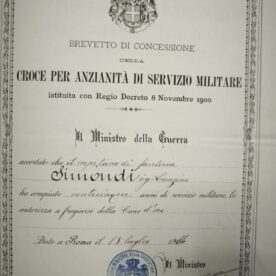 BREVETTO DI CONCESSIONE
DELLA
CROCE PER ANZIANITÀ DI SERVIZIO MILITARE
istituita con Regio Decreto 8 Novembre 1900
Il Ministro della Guerra
accertato che il capitano di fanteria
Simondi
ha compiuto venticinque anni di servizio militare, lo
autorizza a fregiarsi della Croce d'oro
Dato a Roma il 18 luglio
Il Ministro